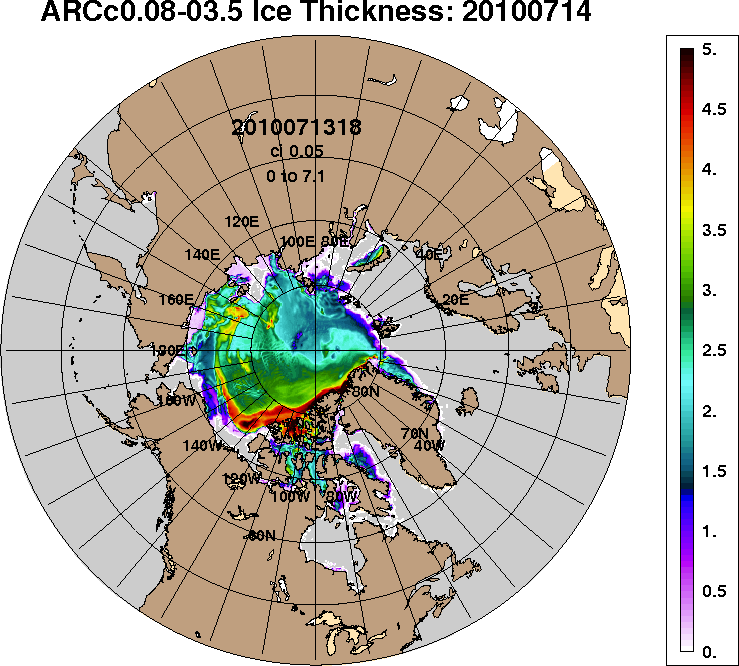 ARCc0.08-03.5 Ice Thickness: 20100714
2010071318
ci 0.05
0 to 7.1
120E
100E 80E
140E
40E
160E
20E
180E
160W
80N
140W
70N
40W
120W
100W
80W
60N
5.
4.5
4.
3.5
3.
2.5
2.
1.5
1.
0.5
0.